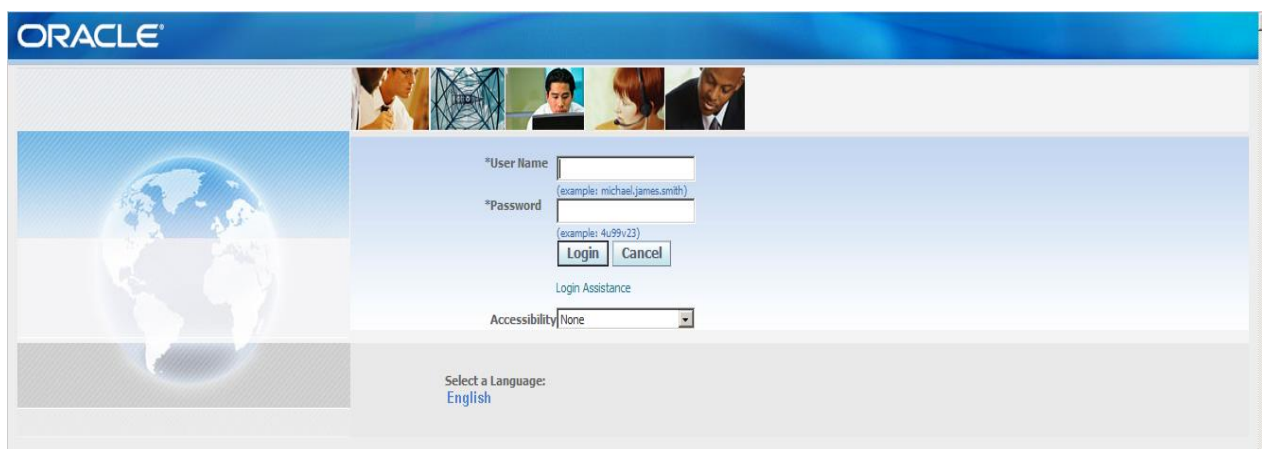 ORACLE®
*User Name
(example: michael.james.smith)
*Password
(example: 4u99v23)
Login Cancel
Login Assistance
Accessibility None
Select a Language:
English